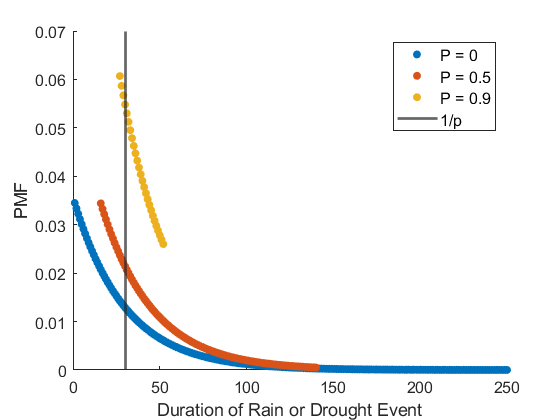 0.07
0.06
0.05
0.04
0.03
0.02
0.01
0
PMF
P = 0
P = 0.5
P = 0.9
1/p
0 50 100 150 200 250
Duration of Rain or Drought Event